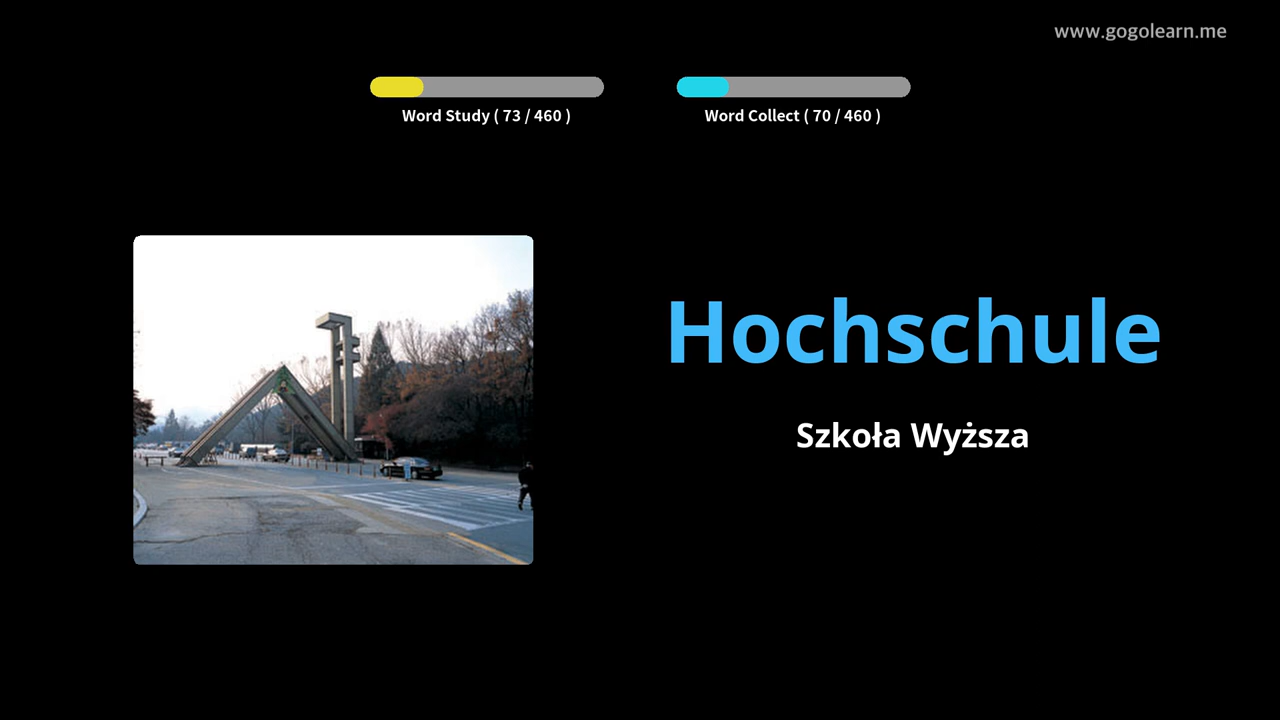 www.gogolearn.me
Word Study ( 73 / 460 )
Word Collect ( 70 / 460 )
Hochschule
Szkoła Wyższa